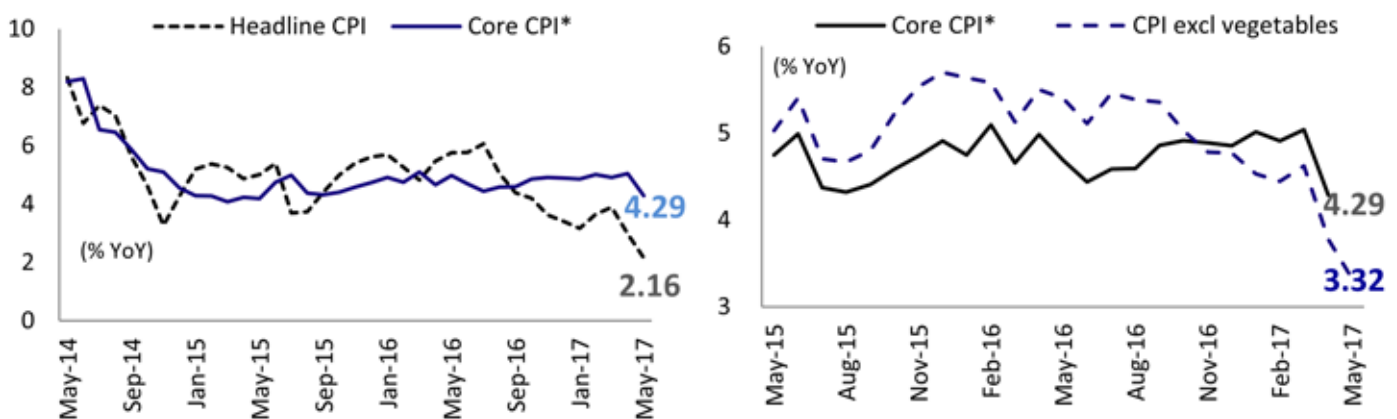 Headline CPI Core CPI*
10
8
6
4
2
0
(% YoY)
4.29
2.16
May-14 Sep-14 Jan-15 May-15 Sep-15 Jan-16 May-16 Sep-16 Jan-17 May-17
Core CPI* CPI excl vegetables
6
5
4
3
(% YoY)
4.29
3.32
May-15 Aug-15 Nov-15 Feb-16 May-16 Aug-16 Nov-16 Feb-17 May-17